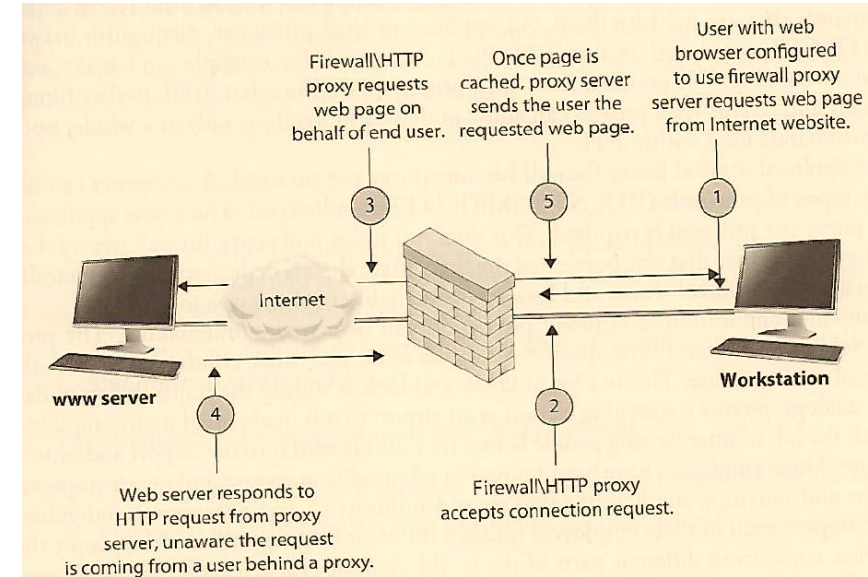 Firewall\HTTP
proxy requests
web page on
behalf of end user.
Once page is
cached, proxy server
sends the user the
requested web page.
User with web
browser configured
to use firewall proxy
server requests web page
from Internet website.
3
5
1
Internet
www server
Workstation
4
2
Web server responds to
HTTP request from proxy
server, unaware the request
is coming from a user behind a proxy.
Firewall\HTTP proxy
accepts connection request.